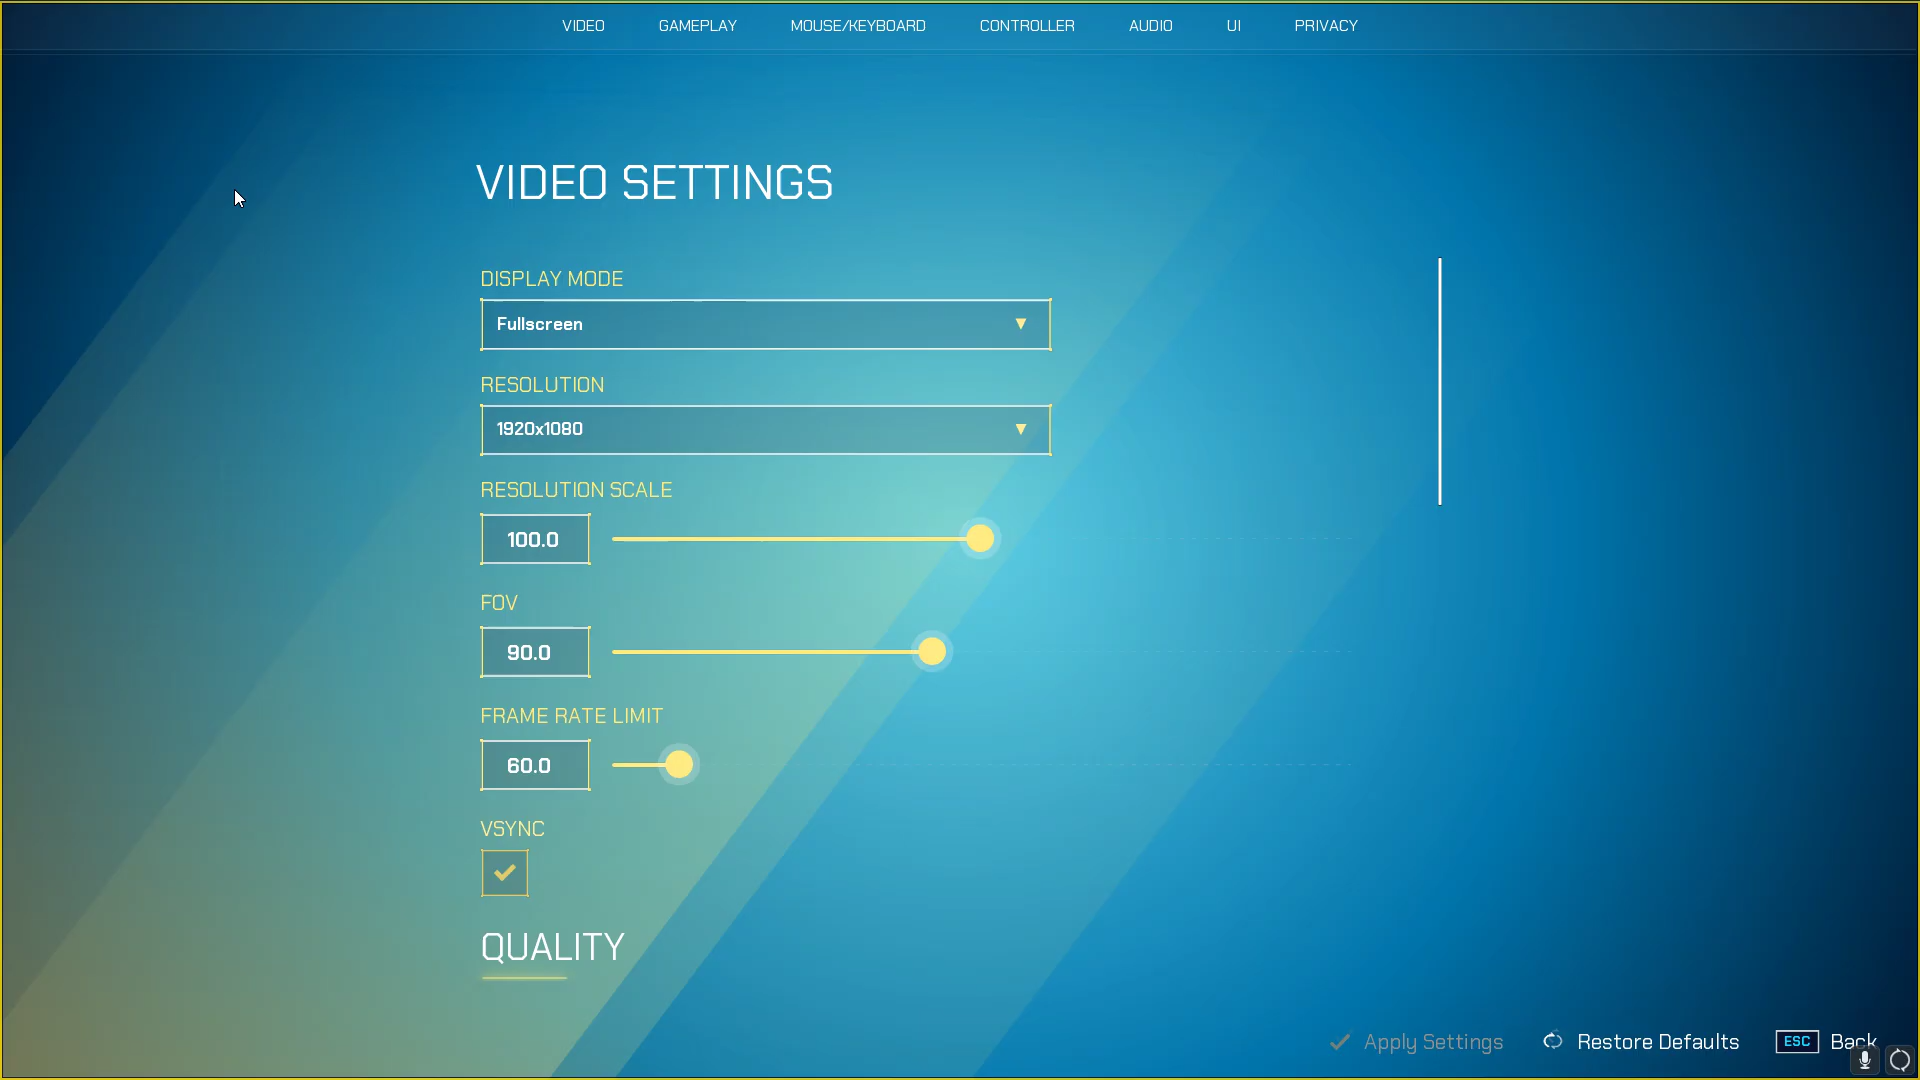 VIDEO GAMEPLAY MOUSE/KEYBOARD CONTROLLER AUDIO UI PRIVACY
VIDEO SETTINGS
DISPLAY MODE
Fullscreen
RESOLUTION
1920x1080
RESOLUTION SCALE
100.0
FOV
90.0
FRAME RATE LIMIT
60.0
VSYNC
QUALITY
Apply Settings Restore Defaults ESC Back